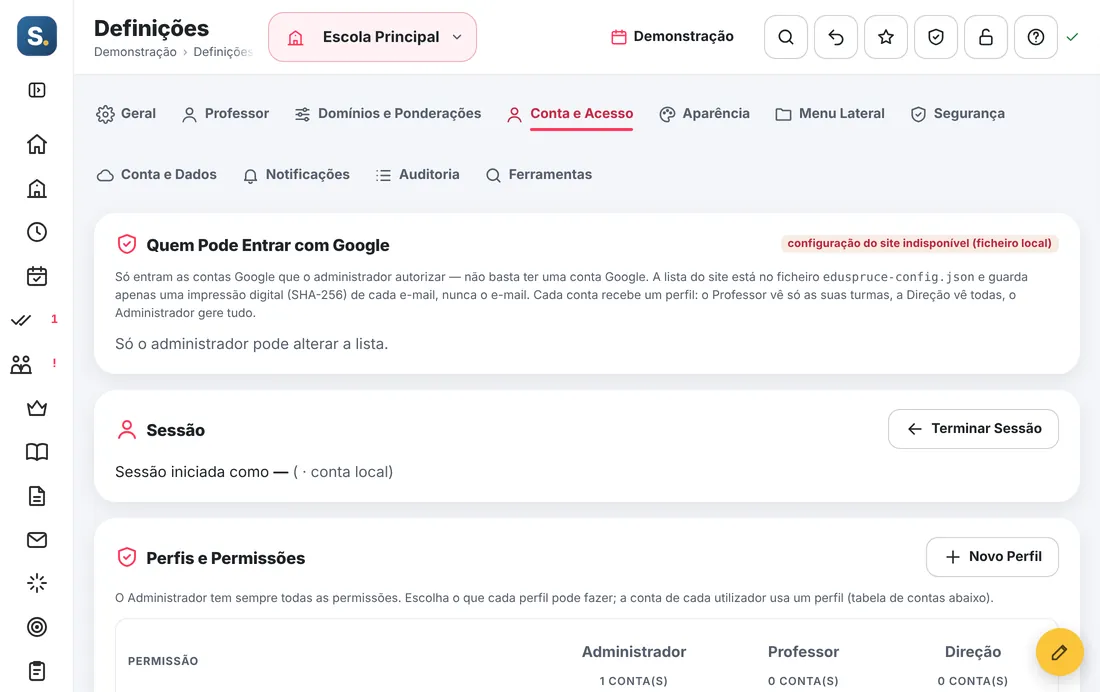 S.
Definições
Demonstração › Definições
Escola Principal
Demonstração
Geral
Professor
Domínios e Ponderações
Conta e Acesso
Aparência
Menu Lateral
Segurança
Conta e Dados
Notificações
Auditoria
Ferramentas
1
!
Quem Pode Entrar com Google
configuração do site indisponível (ficheiro local)
Só entram as contas Google que o administrador autorizar — não basta ter uma conta Google. A lista do site está no ficheiro eduspruce-config.json e guarda
apenas uma impressão digital (SHA-256) de cada e-mail, nunca o e-mail. Cada conta recebe um perfil: o Professor vê só as suas turmas, a Direção vê todas, o
Administrador gere tudo.
Só o administrador pode alterar a lista.
Sessão
Terminar Sessão
Sessão iniciada como — ( · conta local)
Perfis e Permissões
Novo Perfil
O Administrador tem sempre todas as permissões. Escolha o que cada perfil pode fazer; a conta de cada utilizador usa um perfil (tabela de contas abaixo).
PERMISSÃO
Administrador
Professor
Direção
1 CONTA(S)
0 CONTA(S)
0 CONTA(S)